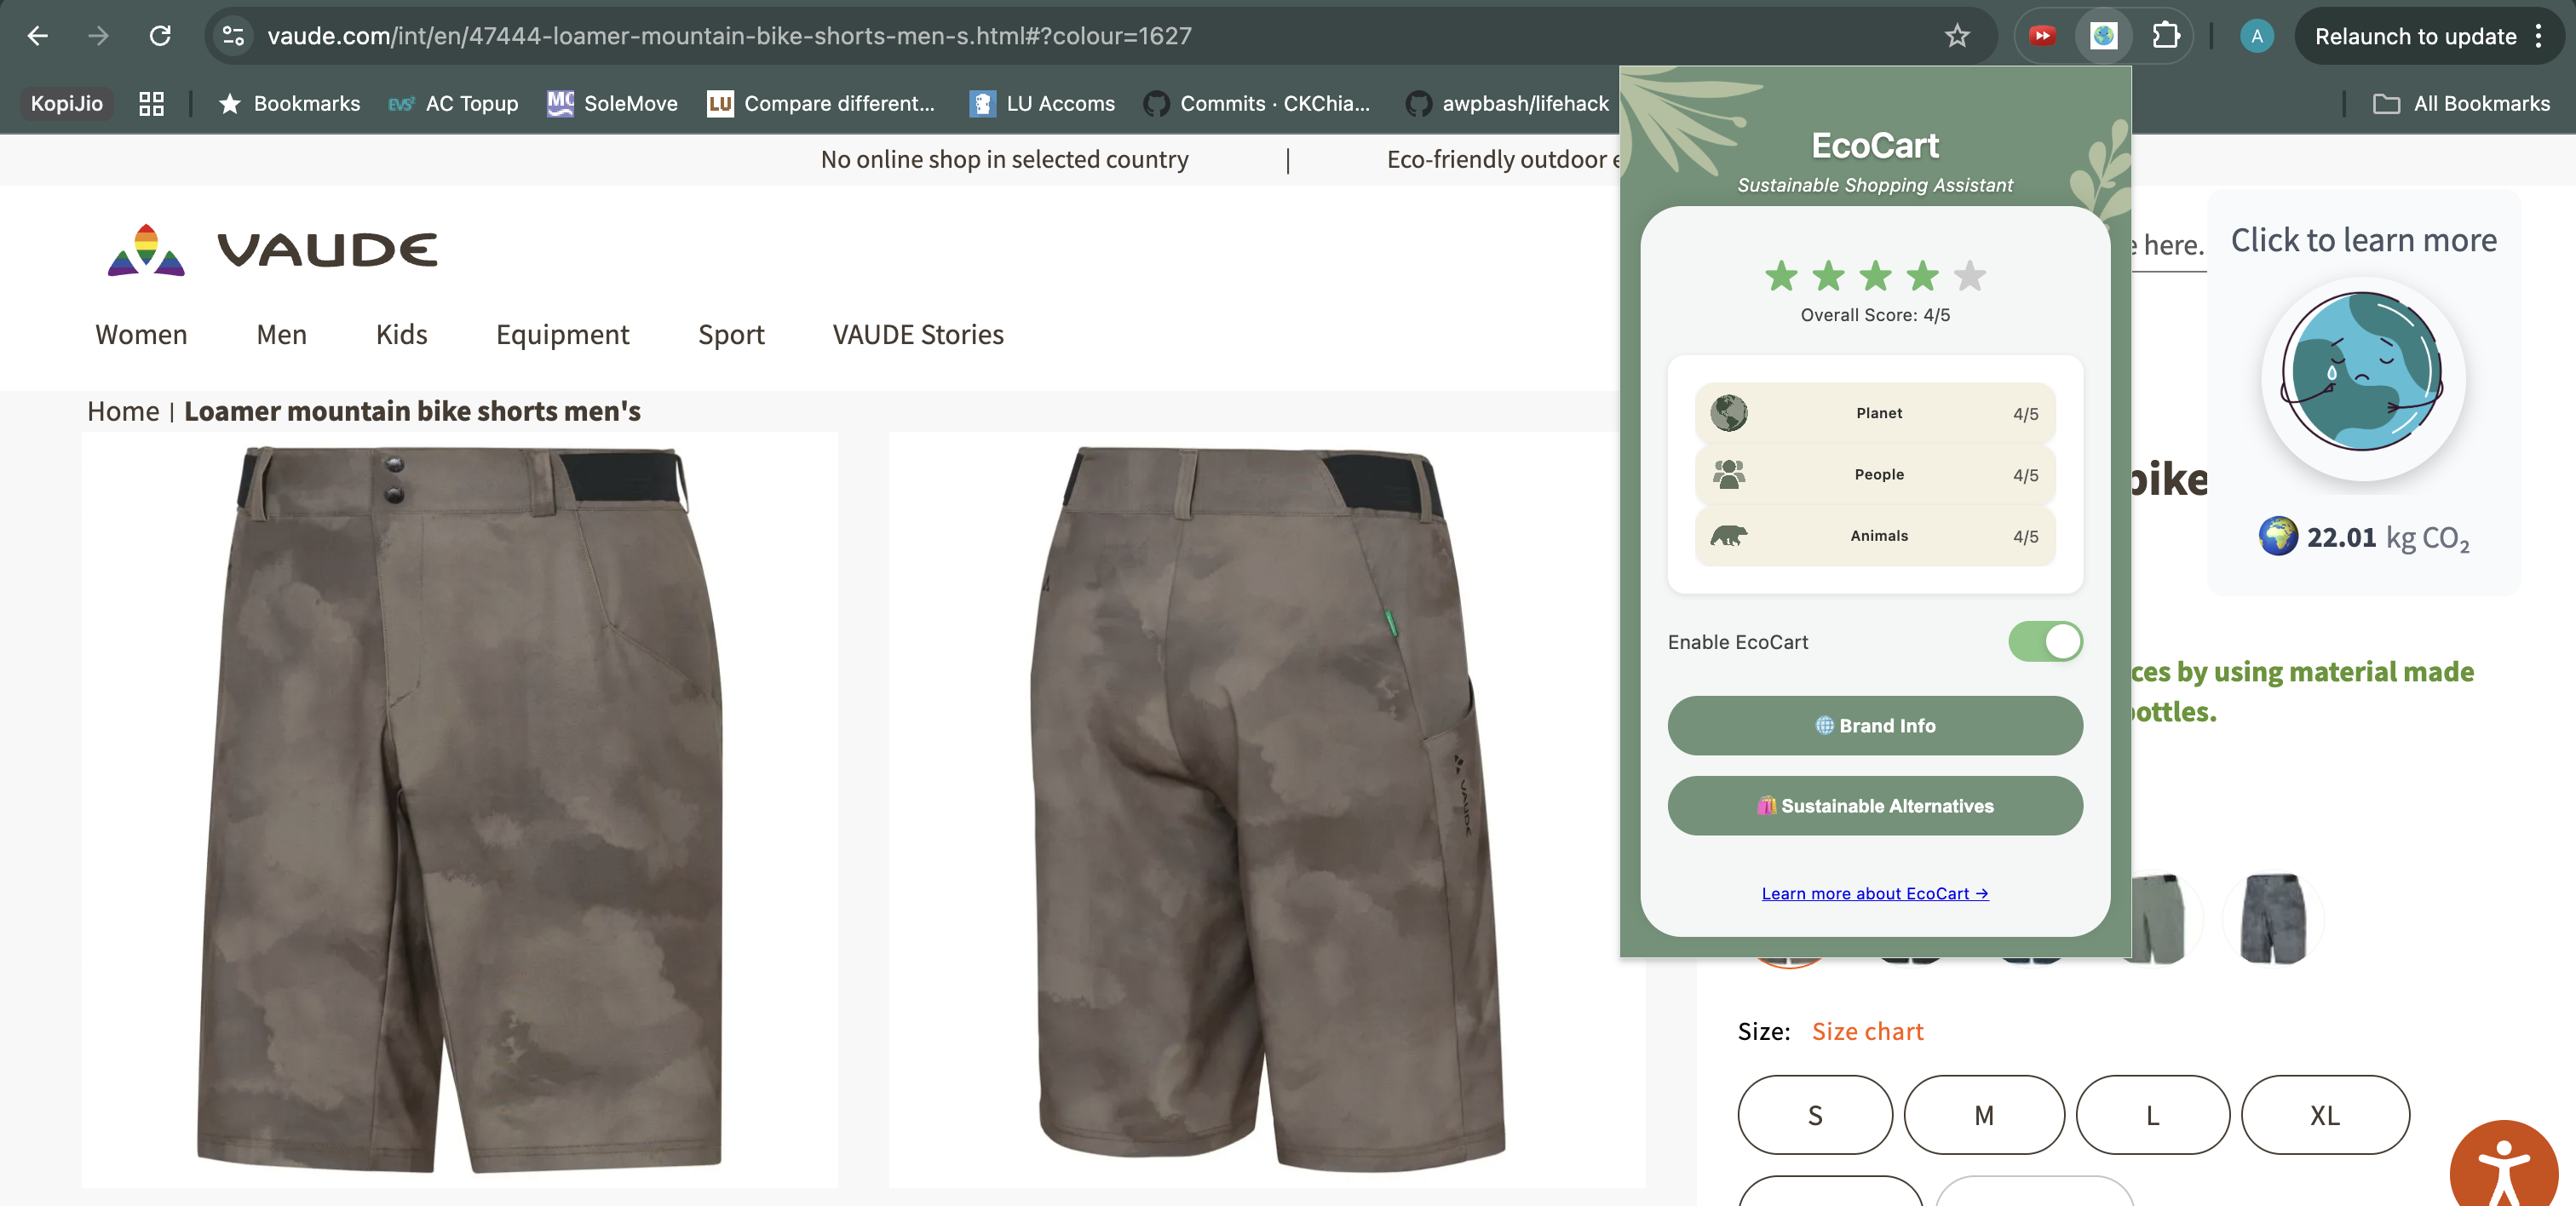 vaude.com/int/en/47444-loamer-mountain-bike-shorts-men-s.html#?colour=1627
A
Relaunch to update
KopiJio
Bookmarks
EVS²
AC Topup
SoleMove
LU
Compare different...
LU Accoms
Commits · CKChia...
awpbash/lifehack
All Bookmarks
No online shop in selected country
|
Eco-friendly outdoor
VAUDE
Women
Men
Kids
Equipment
Sport
VAUDE Stories
Home | Loamer mountain bike shorts men's
VAUDE
EcoCart
Sustainable Shopping Assistant
Overall Score: 4/5
Planet
4/5
People
4/5
Animals
4/5
Enable EcoCart
Brand Info
Sustainable Alternatives
Learn more about EcoCart →
here.
Click to learn more
22.01 kg CO₂
bike
ces by using material made
bottles.
Size:
Size chart
S
M
L
XL